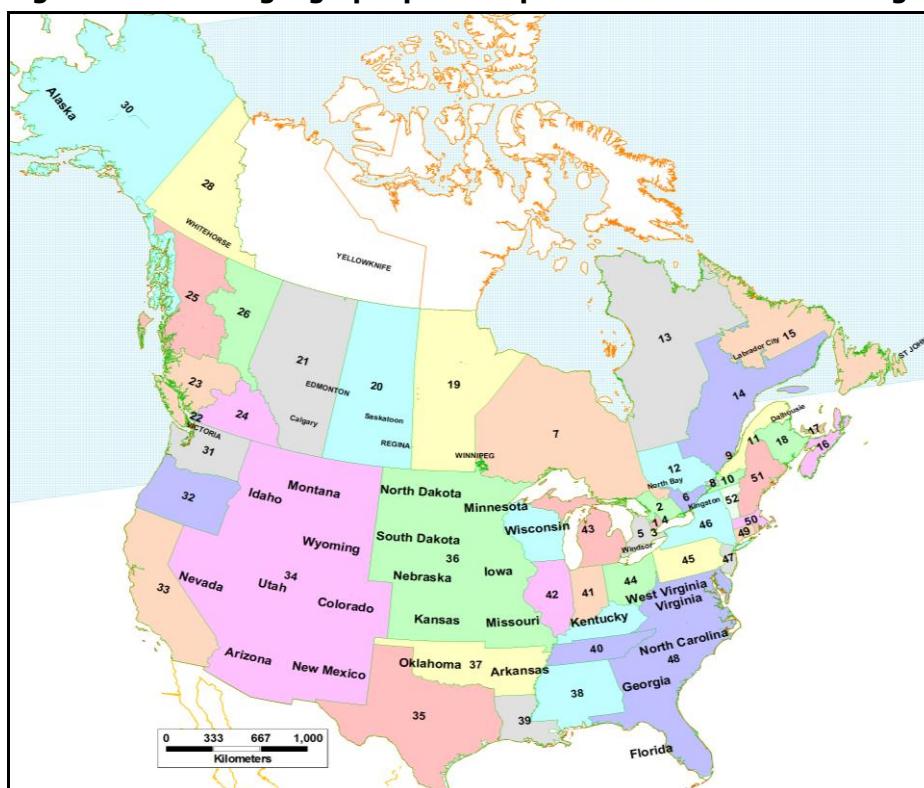 30
Alaska
28
WHITEHORSE
YELLOWKNIFE
25
26
13
15
Labrador City
ST JOHN
21
EDMONTON
20
19
14
23
Calgary
Saskatoon
24
22
VICTORIA
REGINA
WINNIPEG
7
Dalhousie
17
11
18
16
9
12
North Bay
8
10
6
51
31
Kingston
52
32
Idaho
Montana
North Dakota
Minnesota
2
1
4
3
5
Windsor
43
46
50
49
Wisconsin
South Dakota
Wyoming
36
47
45
33
Nevada
34
Utah
Nebraska
Iowa
44
42
41
Colorado
West Virginia
Virginia
Kansas
Missouri
Kentucky
40
North Carolina
48
Arizona
New Mexico
Oklahoma
37
Arkansas
Georgia
38
35
39
Florida
0 333 667 1,000
Kilometers